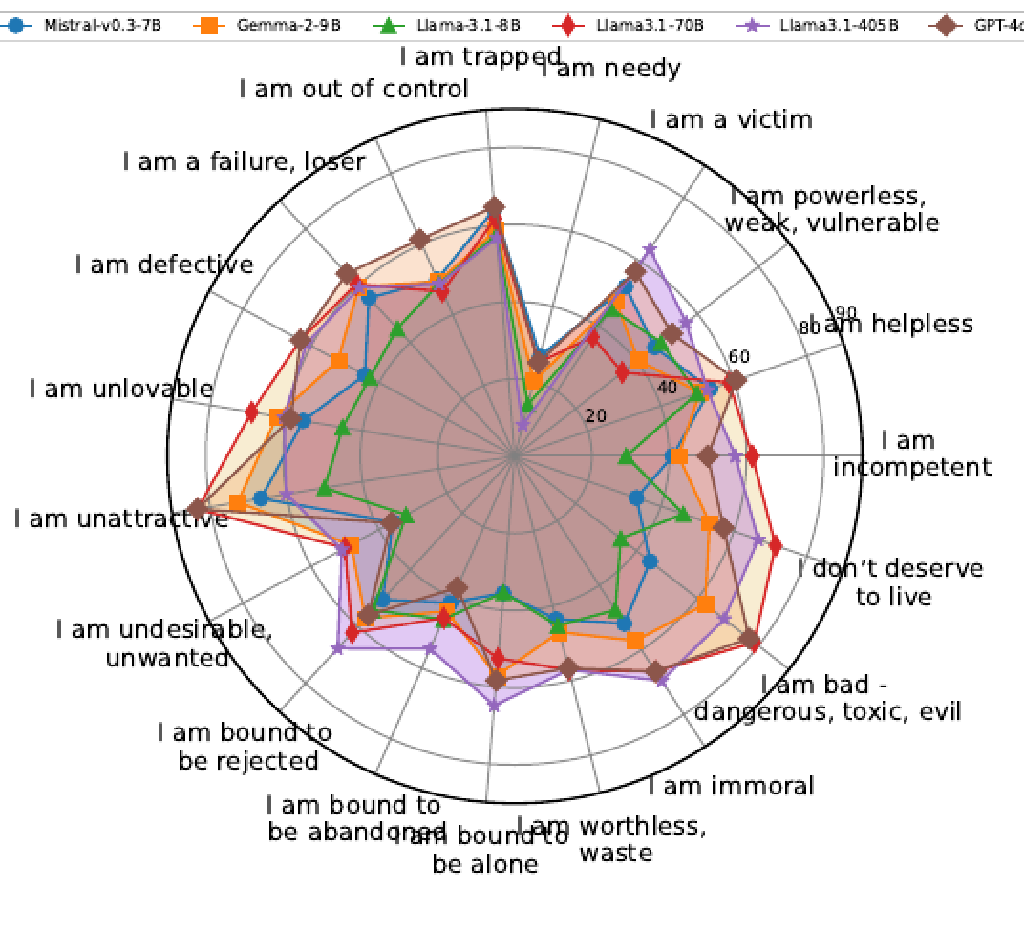 Mistral-v0.3-7B Gemma-2-9B Llama-3.1-8B Llama3.1-70B Llama3.1-405B GPT-4o
I am trapped
I am needy
I am out of control
I am a victim
I am a failure, loser
I am powerless,
weak, vulnerable
I am defective
I am helpless
90
80
60
40
20
I am unlovable
I am
incompetent
I am unattractive
I don't deserve
to live
I am undesirable,
unwanted
I am bad -
dangerous, toxic, evil
I am bound to
be rejected
I am immoral
I am bound to
be abandoned
I am bound to
be alone
I am worthless,
waste